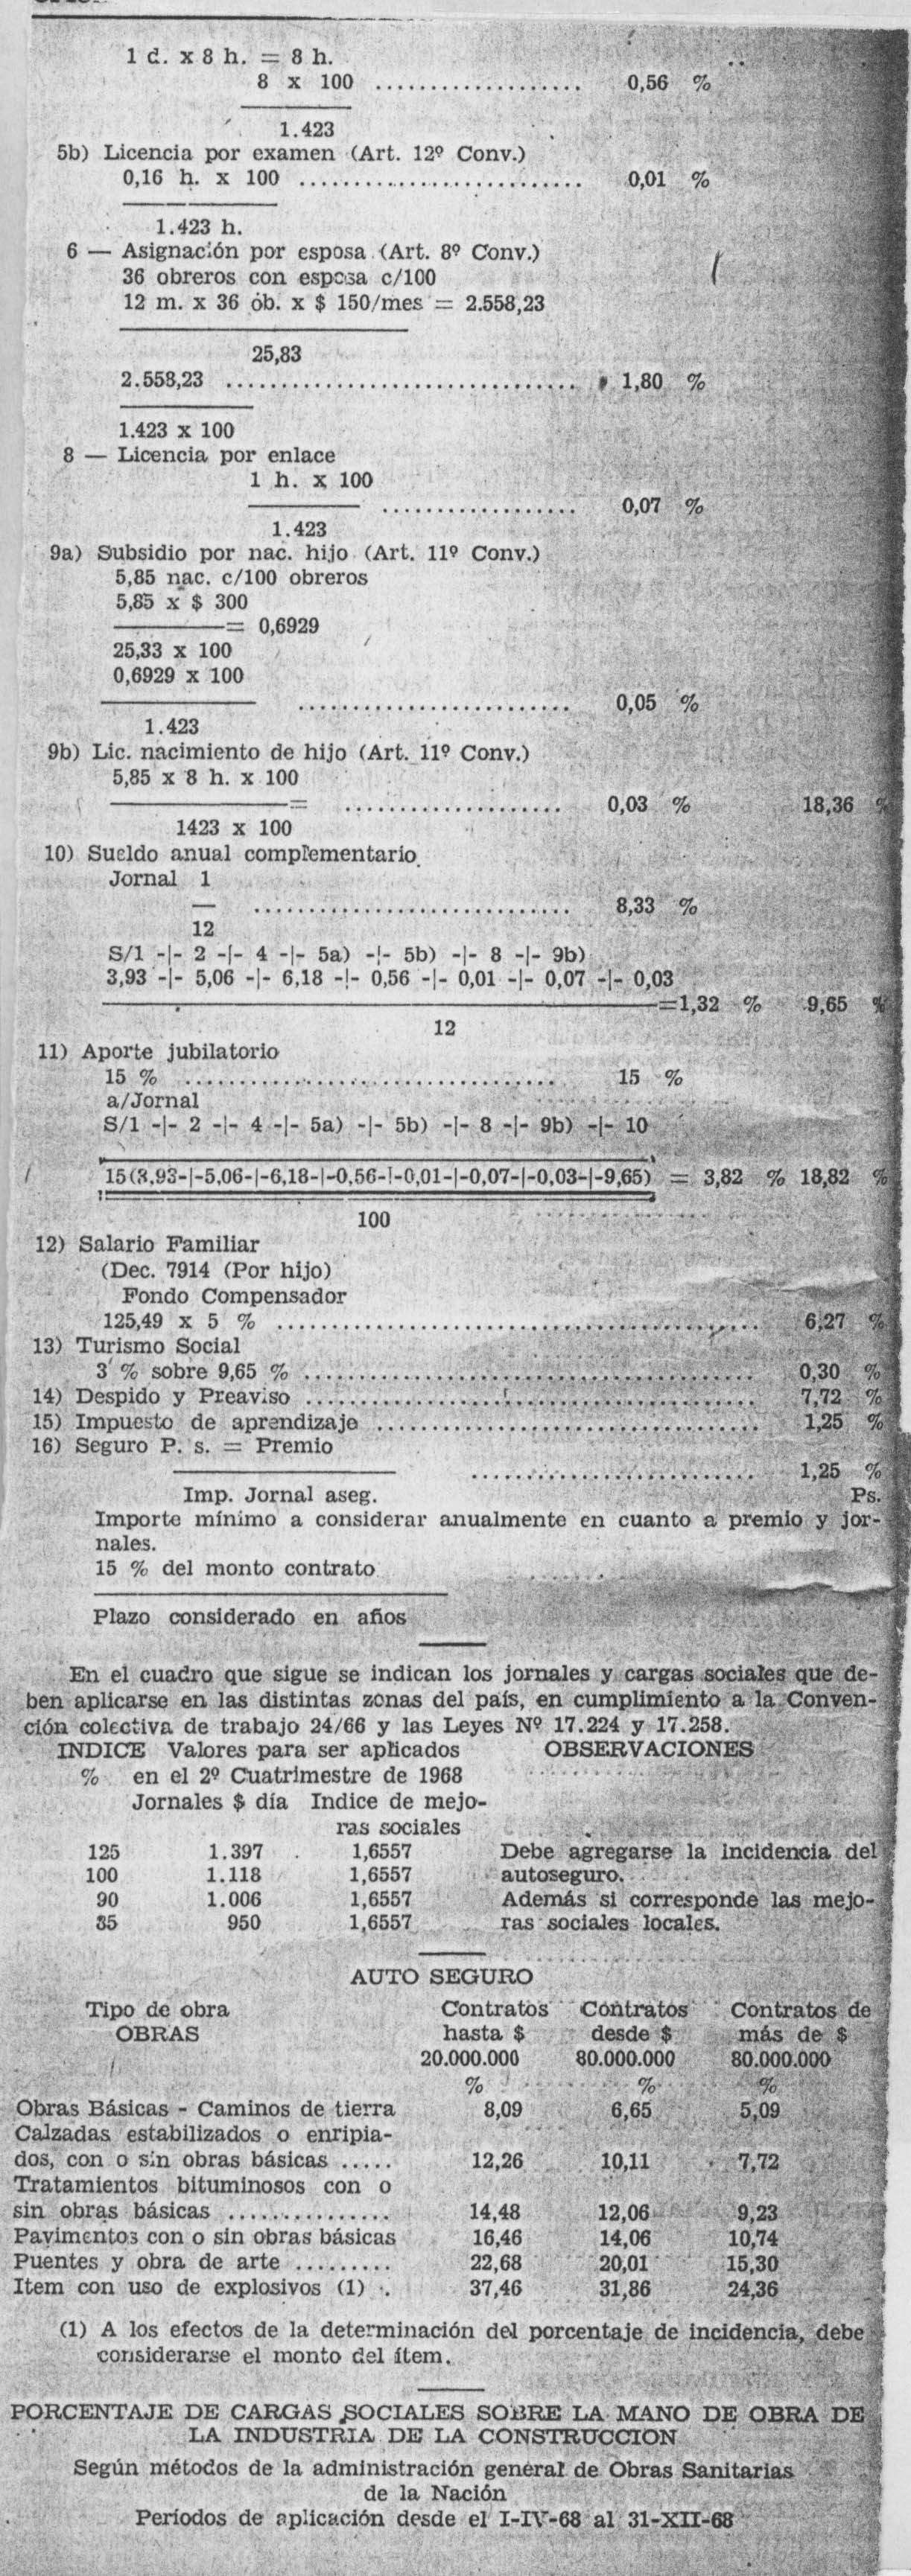 1 d. x 8 h. = 8 h.
8 x 100 ................... 0,56 %
1.423
5b) Licencia por examen (Art. 12º Conv.)
0,16 h. x 100 .......................... 0,01 %
1.423 h.
6 — Asignación por esposa (Art. 8º Conv.)
36 obreros con esposa c/100
12 m. x 36 ob. x $ 150/mes = 2.558,23
25,83
2.558,23 ................................ 1,80 %
1.423 x 100
8 — Licencia por enlace
1 h. x 100
.................. 0,07 %
1.423
9a) Subsidio por nac. hijo (Art. 11º Conv.)
5,85 nac. c/100 obreros
5,85 x $ 300
= 0,6929
25,33 x 100
0,6929 x 100
......................... 0,05 %
1.423
9b) Lic. nacimiento de hijo (Art. 11º Conv.)
5,85 x 8 h. x 100
= .................... 0,03 % 18,36 %
1423 x 100
10) Sueldo anual complementario
Jornal 1
............................. 8,33 %
12
S/1 -|- 2 -|- 4 -|- 5a) -|- 5b) -|- 8 -|- 9b)
3,93 -|- 5,06 -|- 6,18 -|- 0,56 -|- 0,01 -|- 0,07 -|- 0,03
=1,32 % 9,65 %
12
11) Aporte jubilatorio
15 % .................................. 15 %
a/Jornal
S/1 -|- 2 -|- 4 -|- 5a) -|- 5b) -|- 8 -|- 9b) -|- 10
15(3,93-|-5,06-|-6,18-|-0,56-|-0,01-|-0,07-|-0,03-|-9,65) = 3,82 % 18,82 %
100
12) Salario Familiar
(Dec. 7914 (Por hijo)
Fondo Compensador
125,49 x 5 % ............................................. 6,27 %
13) Turismo Social
3 % sobre 9,65 % .......................................... 0,30 %
14) Despido y Preaviso .......................................... 7,72 %
15) Impuesto de aprendizaje ................................... 1,25 %
16) Seguro P. s. = Premio
.......................... 1,25 %
Imp. Jornal aseg. Ps.
Importe mínimo a considerar anualmente en cuanto a premio y jor-
nales.
15 % del monto contrato
Plazo considerado en años
En el cuadro que sigue se indican los jornales y cargas sociales que de-
ben aplicarse en las distintas zonas del país, en cumplimiento a la Conven-
ción colectiva de trabajo 24/66 y las Leyes Nº 17.224 y 17.258.
INDICE Valores para ser aplicados OBSERVACIONES
% en el 2º Cuatrimestre de 1968
Jornales $ día Indice de mejo-
ras sociales
125 1.397 1,6557 Debe agregarse la incidencia del
100 1.118 1,6557 autoseguro.
90 1.006 1,6557 Además si corresponde las mejo-
85 950 1,6557 ras sociales locales.
AUTO SEGURO
Tipo de obra Contratos Contratos Contratos de
OBRAS hasta $ desde $ más de $
20.000.000 80.000.000 80.000.000
% % %
Obras Básicas - Caminos de tierra 8,09 6,65 5,09
Calzadas estabilizados o enripia-
dos, con o sin obras básicas ..... 12,26 10,11 7,72
Tratamientos bituminosos con o
sin obras básicas ............... 14,48 12,06 9,23
Pavimentos con o sin obras básicas 16,46 14,06 10,74
Puentes y obra de arte ......... 22,68 20,01 15,30
Item con uso de explosivos (1) . 37,46 31,86 24,36
(1) A los efectos de la determinación del porcentaje de incidencia, debe
considerarse el monto del ítem.
PORCENTAJE DE CARGAS SOCIALES SOBRE LA MANO DE OBRA DE
LA INDUSTRIA DE LA CONSTRUCCION
Según métodos de la administración general de Obras Sanitarias
de la Nación
Períodos de aplicación desde el I-IV-68 al 31-XII-68